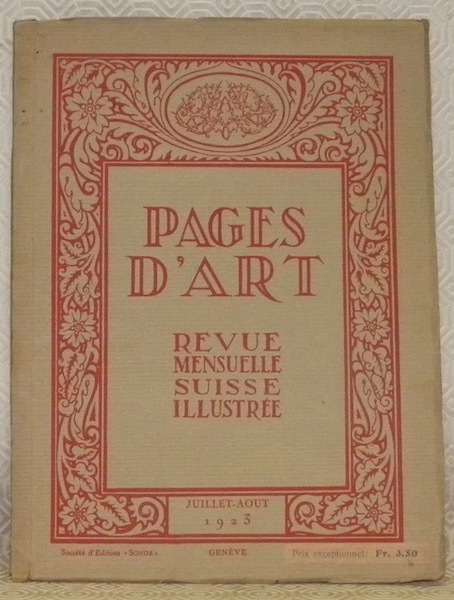 PAGES
D'ART
REVUE
MENSUELLE
SUISSE
ILLUSTRÉE
JUILLET-AOUT
1923
Société d'Edition «SONOR» GENÈVE Prix exceptionnel: Fr. 3.50